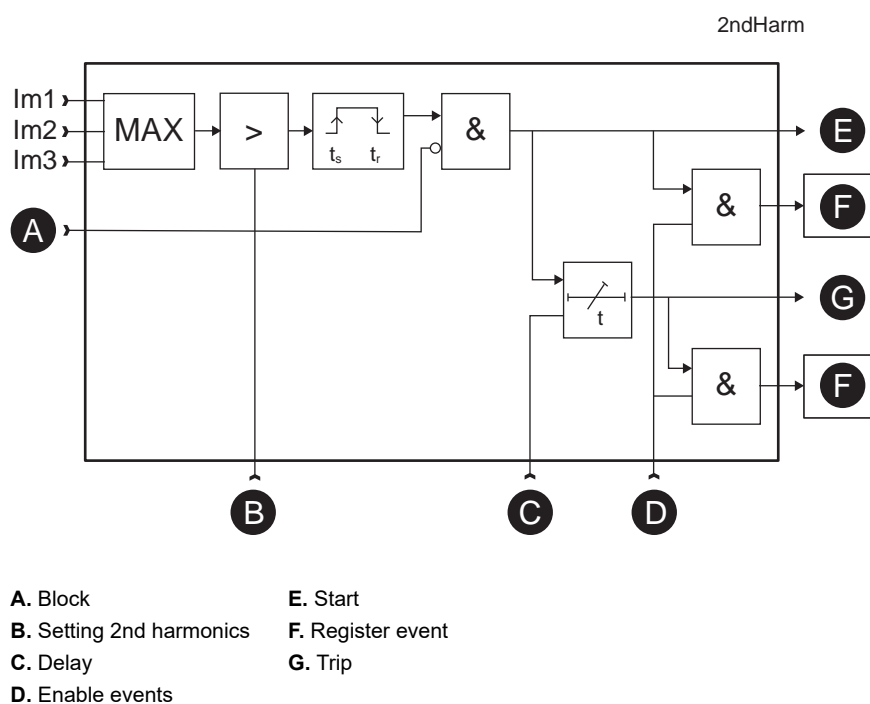 2ndHarm
Im1
Im2
Im3
MAX
>
ts tr
&
E
&
F
A
t
G
&
F
B
C
D
A. Block
B. Setting 2nd harmonics
C. Delay
D. Enable events
E. Start
F. Register event
G. Trip